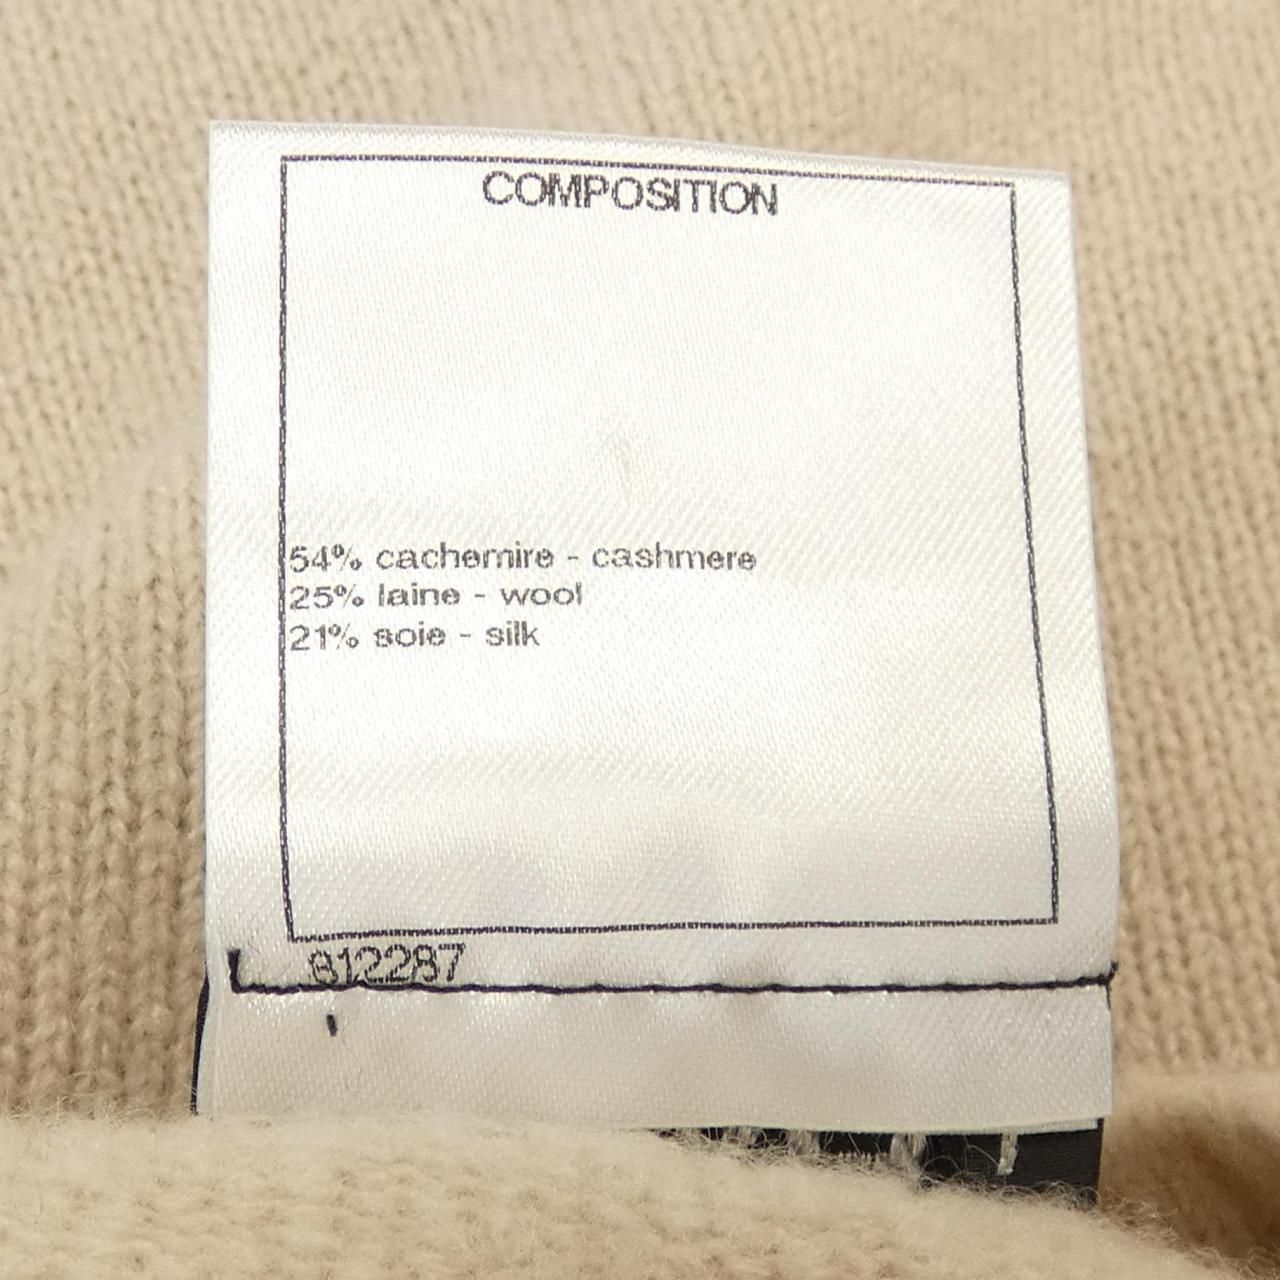 COMPOSITION
54% cachemire - cashmere
25% laine - wool
21% soie - silk
812287